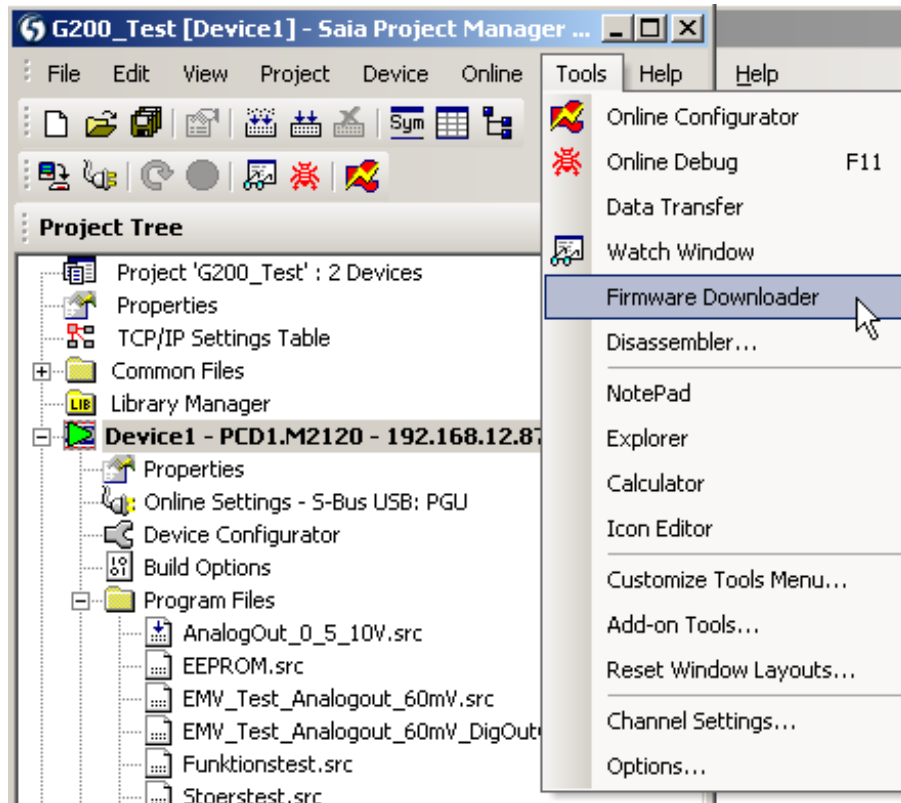 G200_Test [Device1] - Saia Project Manager ...
File Edit View Project Device Online Tools Help Help
Sym
Project Tree
Project 'G200_Test' : 2 Devices
Properties
TCP/IP Settings Table
Common Files
LIB Library Manager
Device1 - PCD1.M2120 - 192.168.12.87
Properties
Online Settings - S-Bus USB: PGU
Device Configurator
Build Options
Program Files
AnalogOut_0_5_10V.src
EEPROM.src
EMV_Test_Analogout_60mV.src
EMV_Test_Analogout_60mV_DigOut
Funktionstest.src
Stoerstest.src
Online Configurator
Online Debug F11
Data Transfer
Watch Window
Firmware Downloader
Disassembler...
NotePad
Explorer
Calculator
Icon Editor
Customize Tools Menu...
Add-on Tools...
Reset Window Layouts...
Channel Settings...
Options...